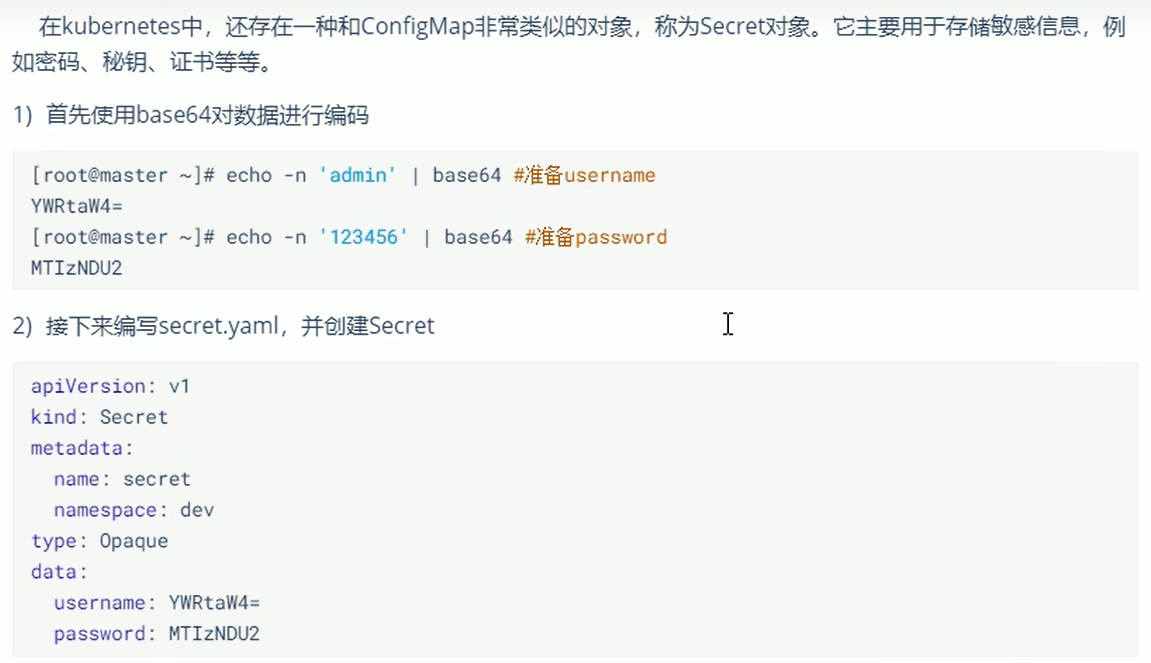 在kubernetes中，还存在一种和ConfigMap非常类似的对象，称为Secret对象。它主要用于存储敏感信息，例
如密码、秘钥、证书等等。
1）首先使用base64对数据进行编码
[root@master ~]# echo -n 'admin' | base64 #准备username
YWRtaW4=
[root@master ~]# echo -n '123456' | base64 #准备password
MTIzNDU2
2）接下来编写secret.yaml，并创建Secret
apiVersion: v1
kind: Secret
metadata:
  name: secret
  namespace: dev
type: Opaque
data:
  username: YWRtaW4=
  password: MTIzNDU2